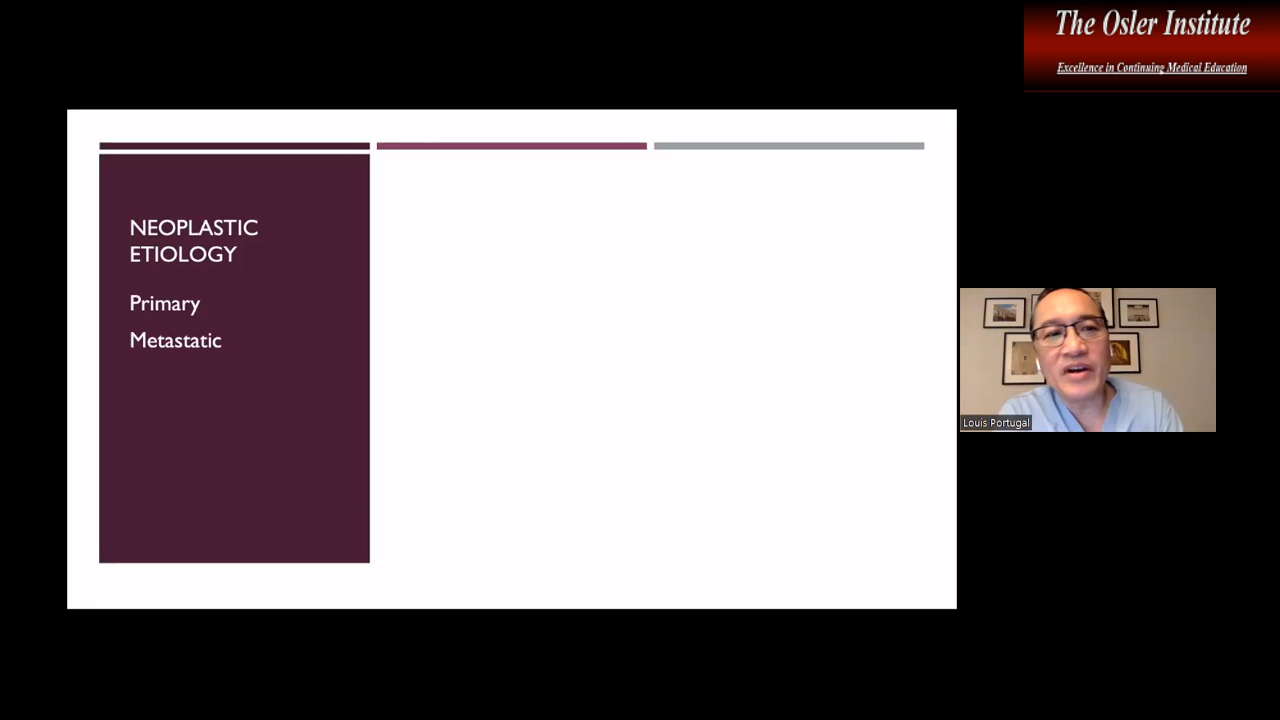 The Osler Institute
Excellence in Continuing Medical Education
NEOPLASTIC
ETIOLOGY
Primary
Metastatic
Louis Portugal